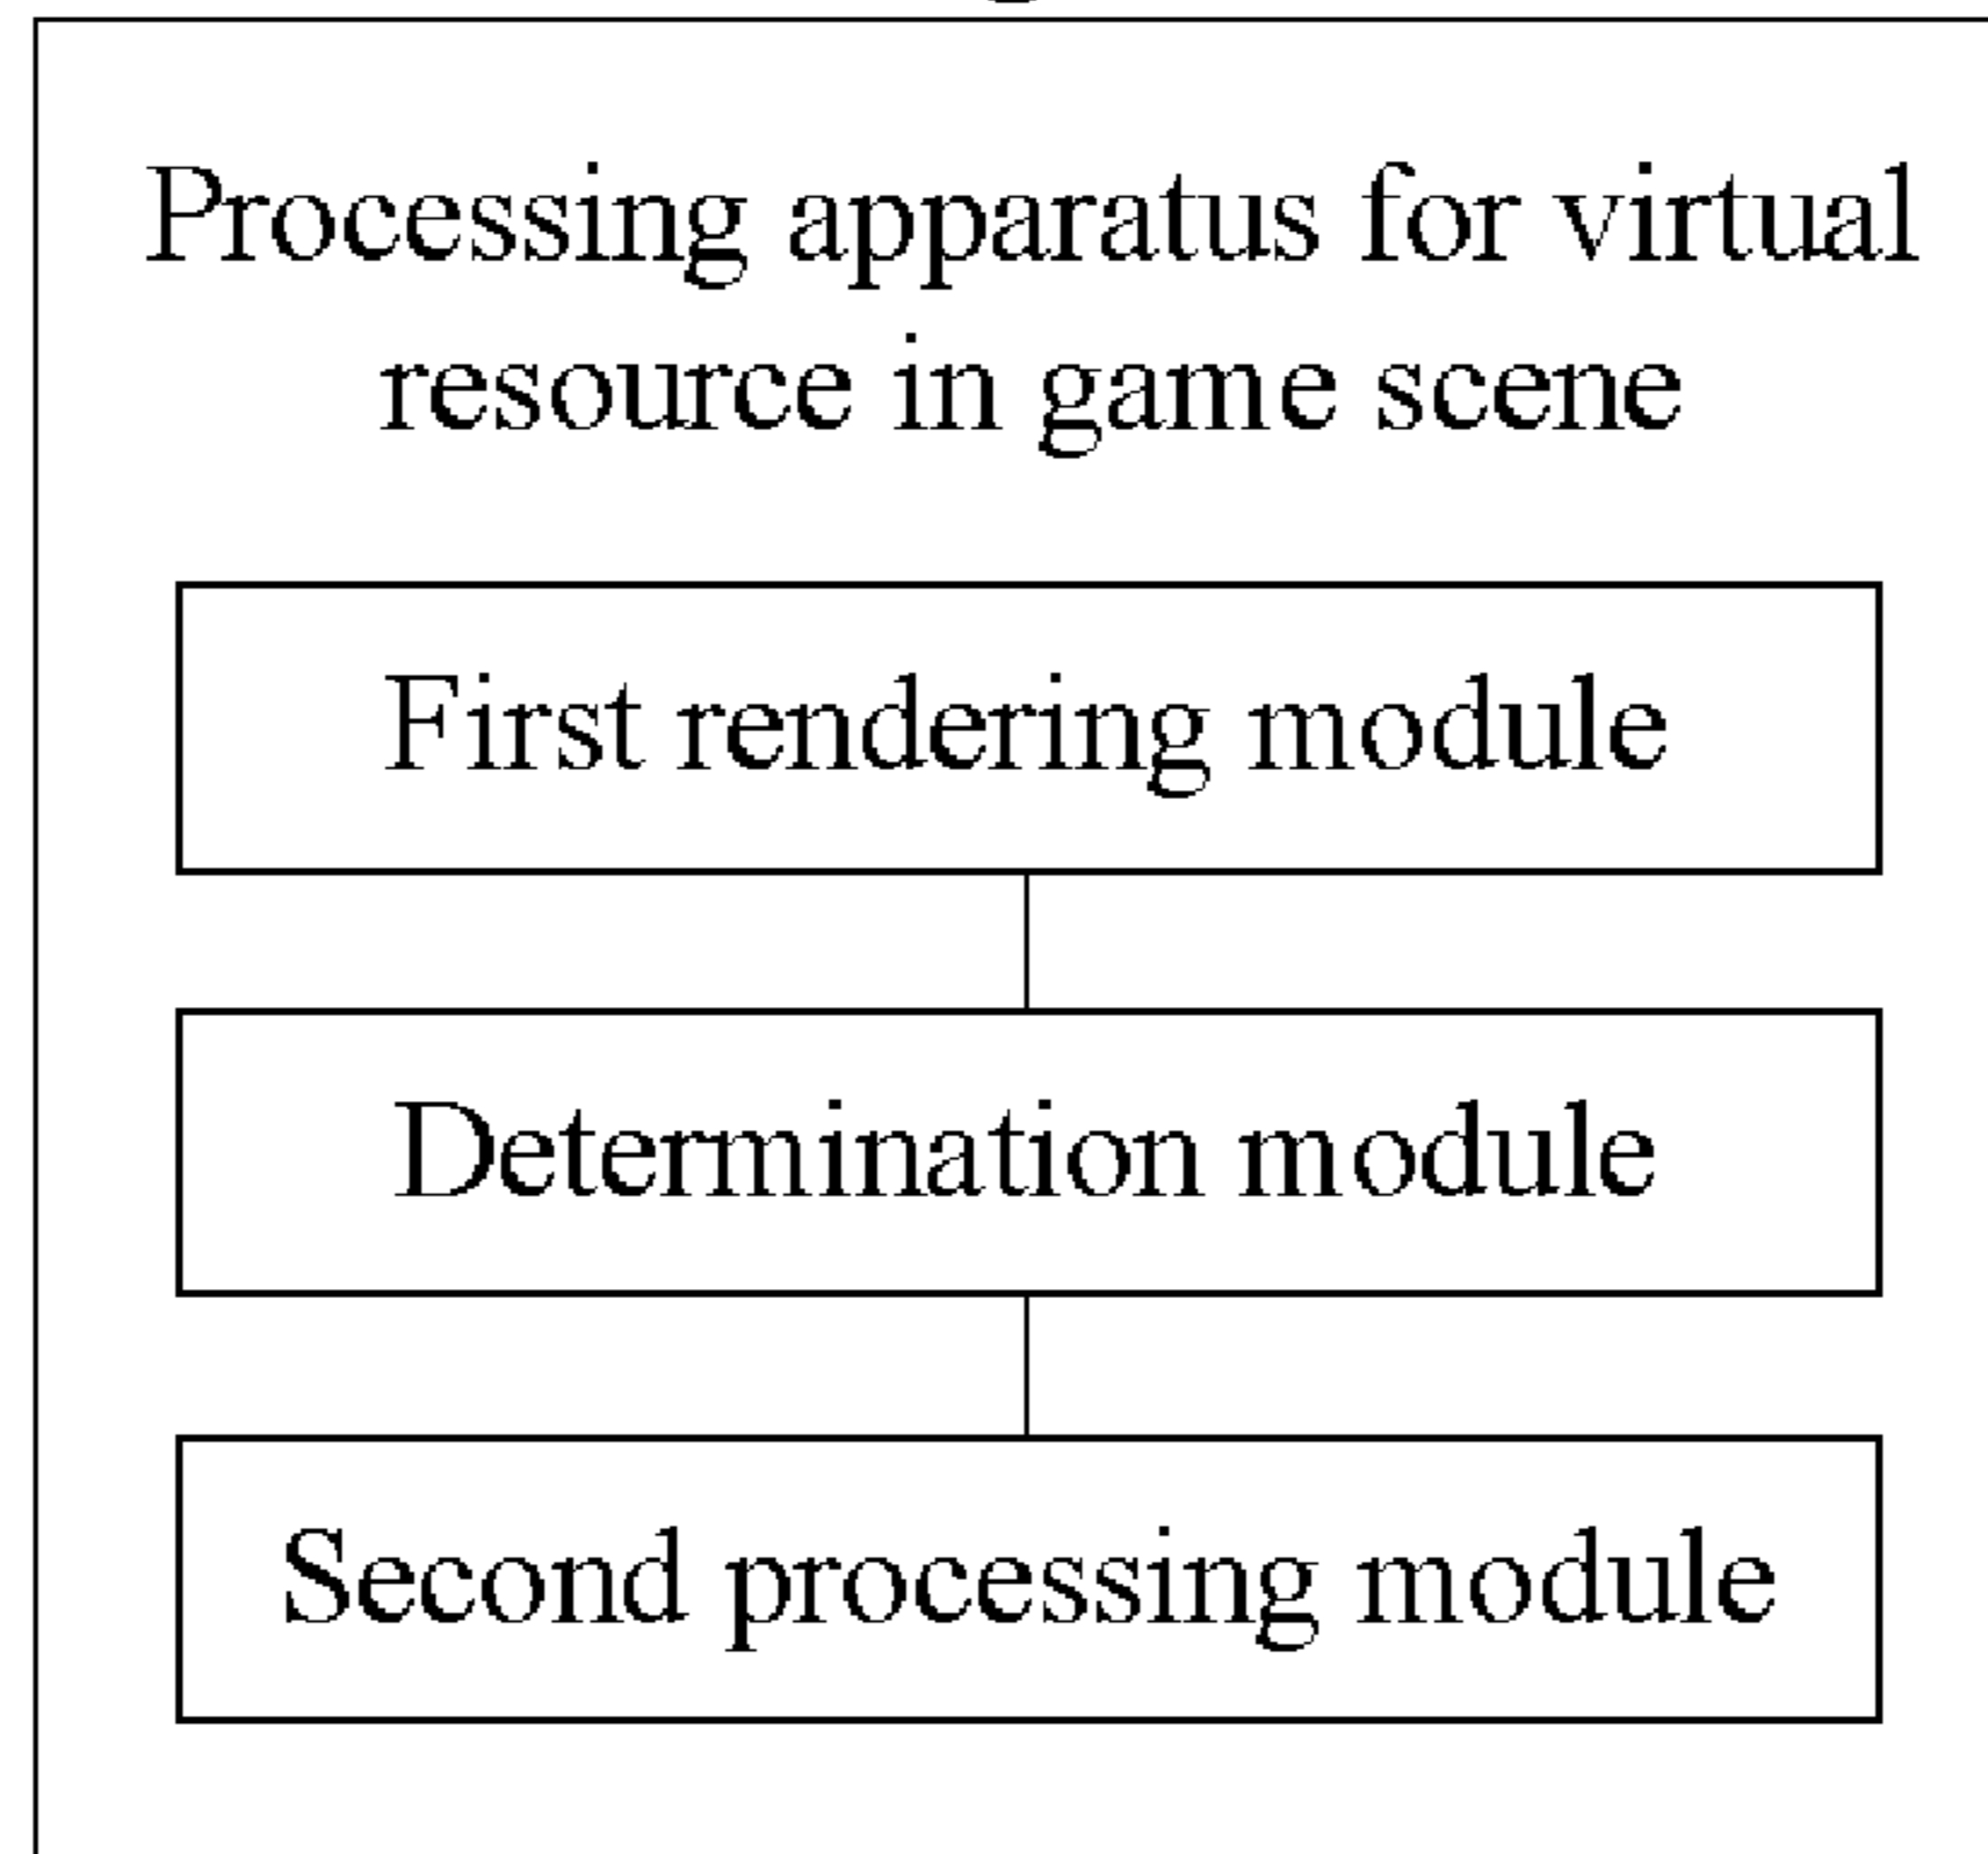 Processing apparatus for virtual
resource in game scene
First rendering module
Determination module
Second processing module